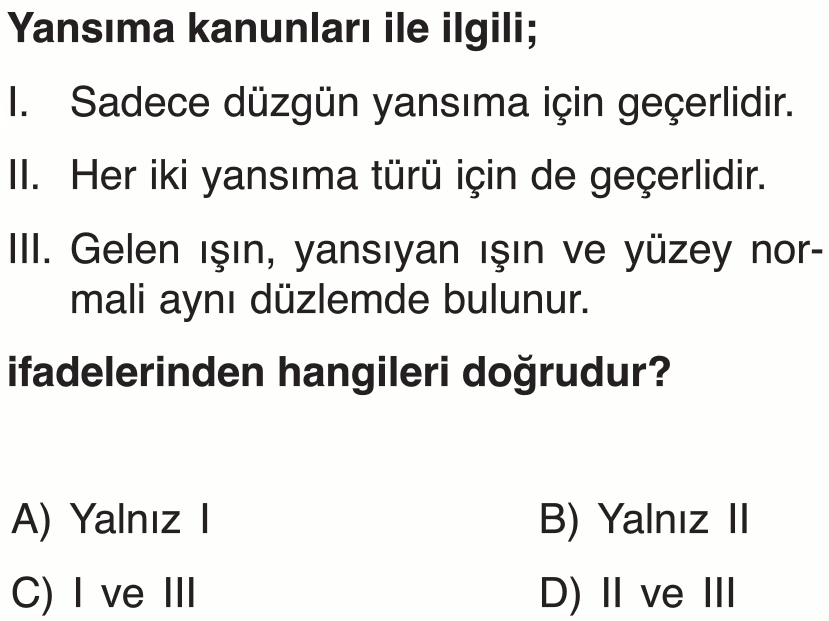 Yansıma kanunları ile ilgili;
I. Sadece düzgün yansıma için geçerlidir.
II. Her iki yansıma türü için de geçerlidir.
III. Gelen ışın, yansıyan ışın ve yüzey nor-
mali aynı düzlemde bulunur.
ifadelerinden hangileri doğrudur?
A) Yalnız I
B) Yalnız II
C) I ve III
D) II ve III